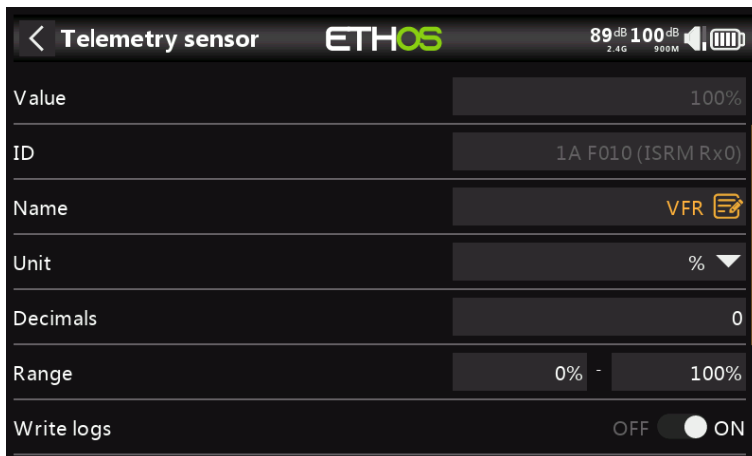 Telemetry sensor ETHOS 89dB 2.4G 100dB 900M
Value 100%
ID 1A F010 (ISRM Rx0)
Name VFR
Unit %
Decimals 0
Range 0% - 100%
Write logs OFF ON